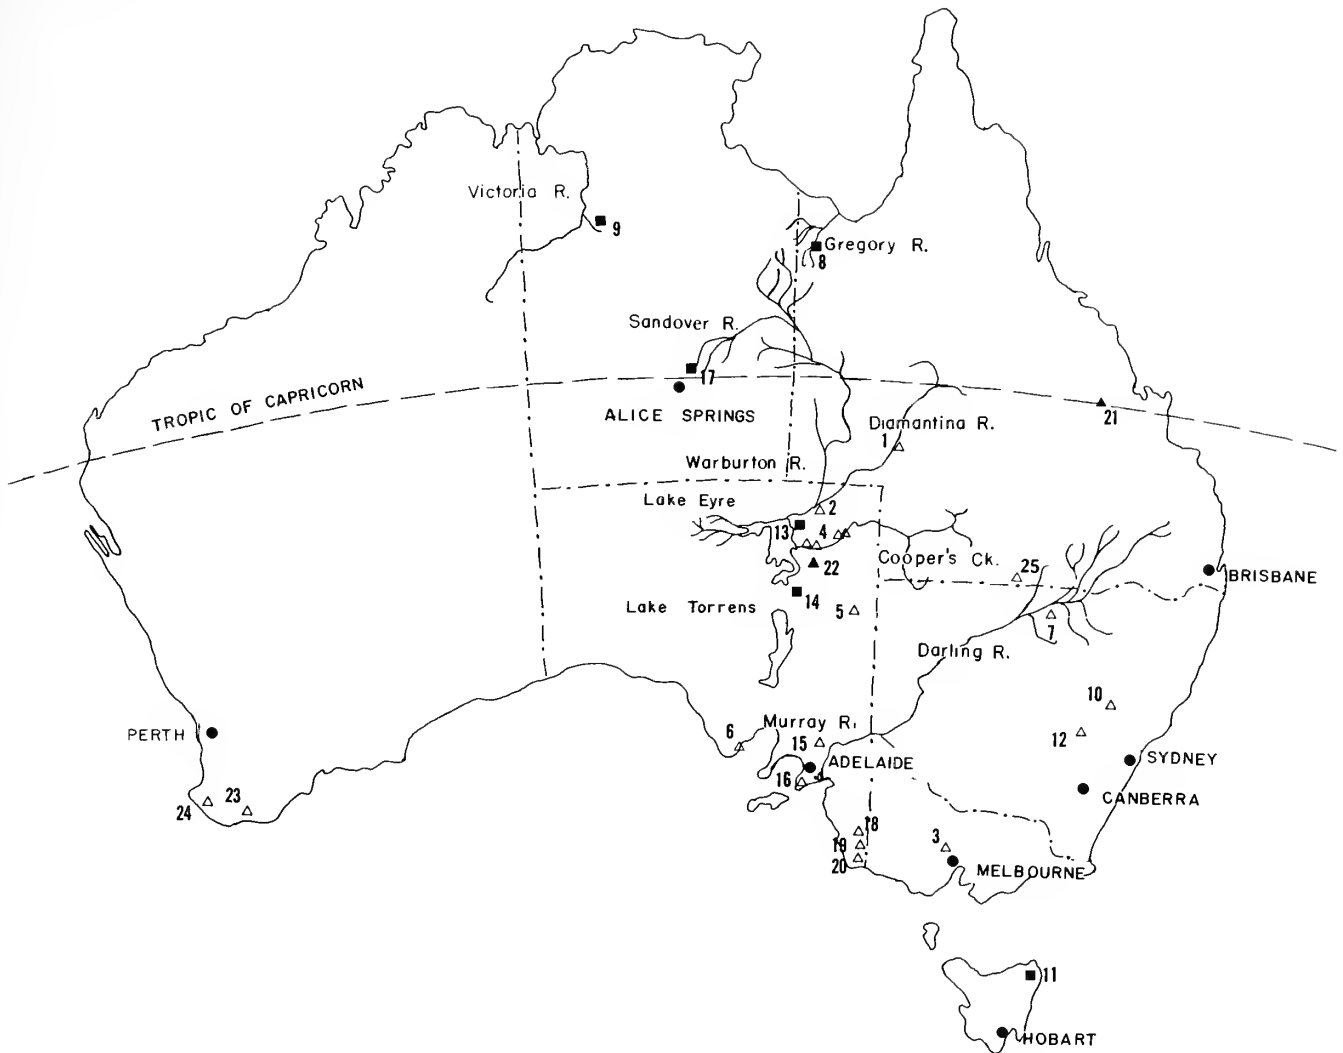 Victoria R.
9
Gregory R.
8
Sandover R.
17
TROPIC OF CAPRICORN
ALICE SPRINGS
21
Diamantina R.
1
Warburton R.
Lake Eyre
2
13
4
Cooper's Ck.
22
25
BRISBANE
14
Lake Torrens
5
7
Darling R.
10
Murray R.
6
15
12
PERTH
SYDNEY
ADELAIDE
16
CANBERRA
24
23
18
19
3
20
MELBOURNE
11
HOBART